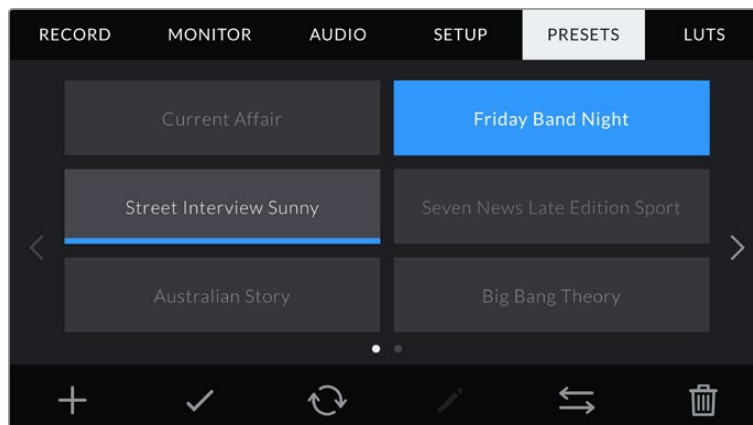 RECORD MONITOR AUDIO SETUP PRESETS LUTS
Current Affair Friday Band Night
Street Interview Sunny Seven News Late Edition Sport
Australian Story Big Bang Theory